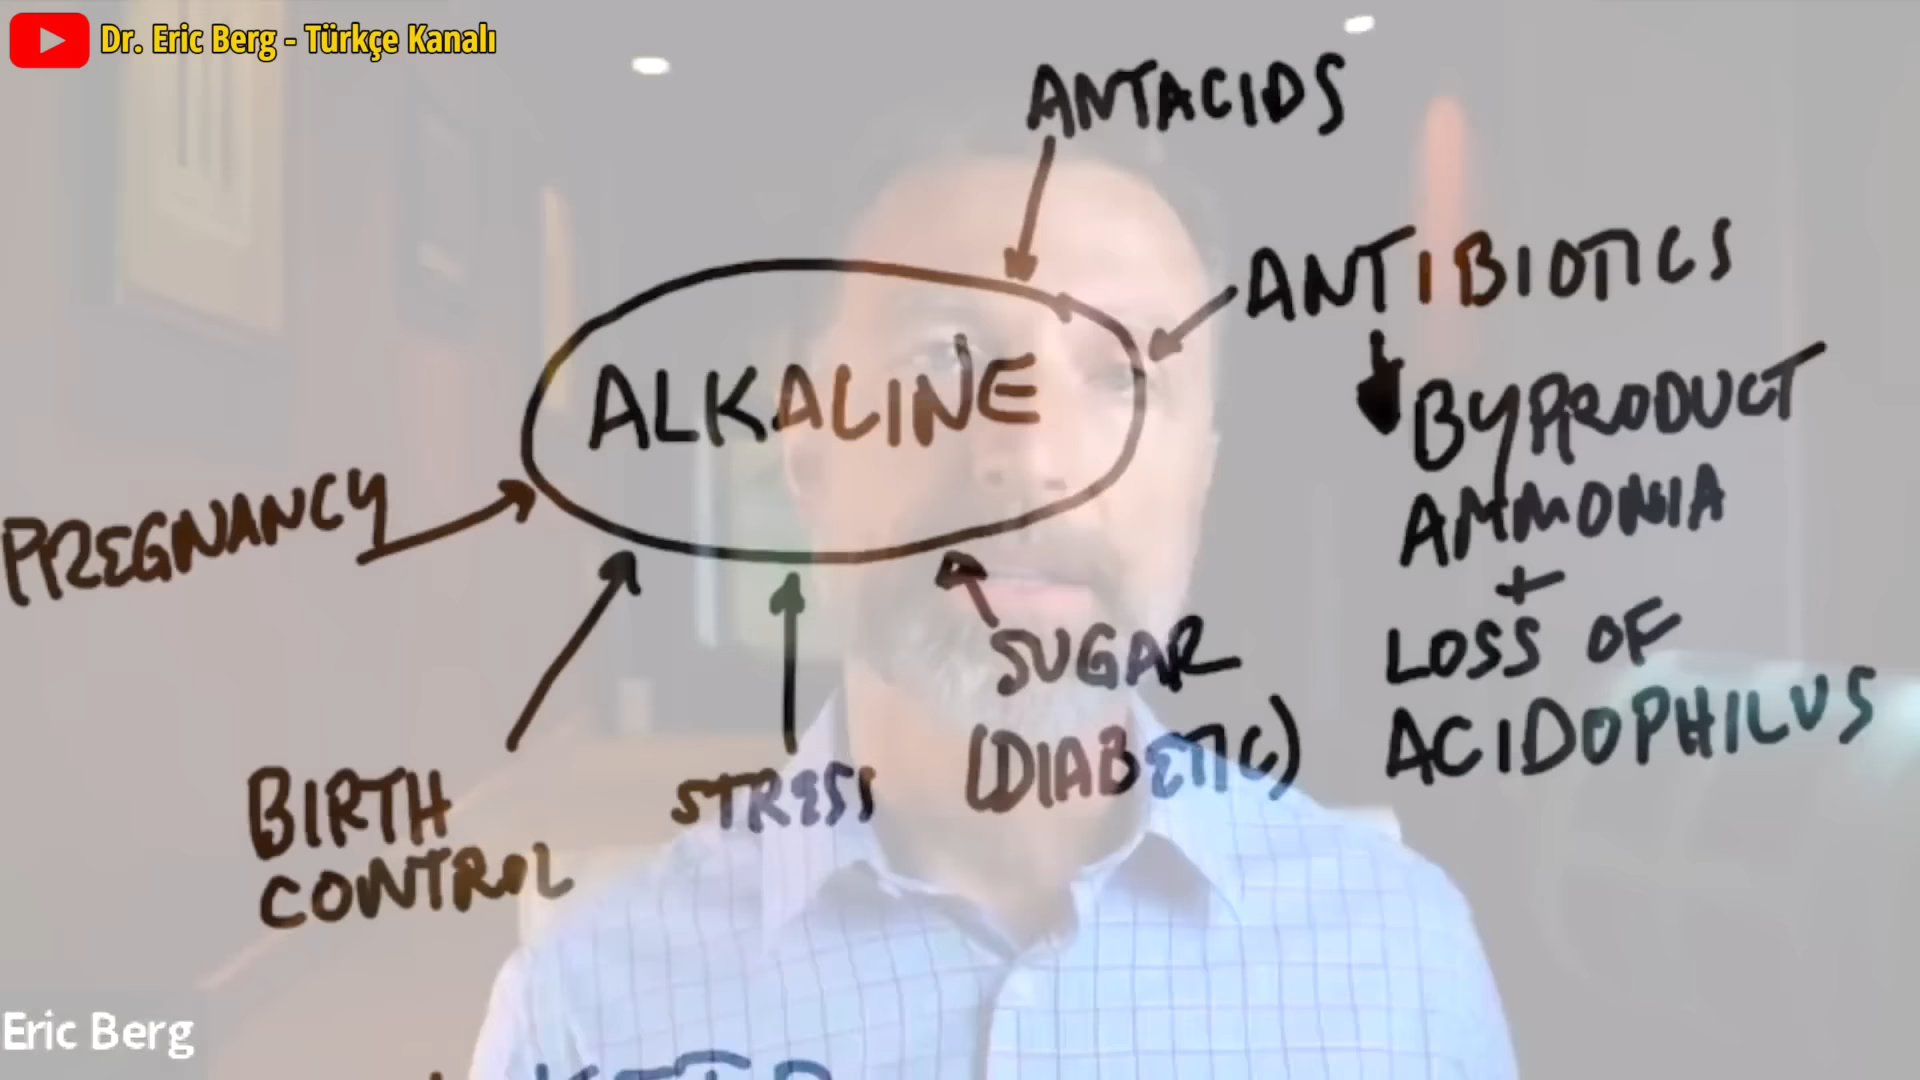 Dr. Eric Berg - Türkçe Kanalı
ANTACIDS
ANTIBIOTICS
ALKALINE
BYPRODUCT
AMMONIA
+
LOSS OF
ACIDOPHILUS
PREGNANCY
SUGAR
(DIABETIC)
STRESS
BIRTH
CONTROL
Eric Berg